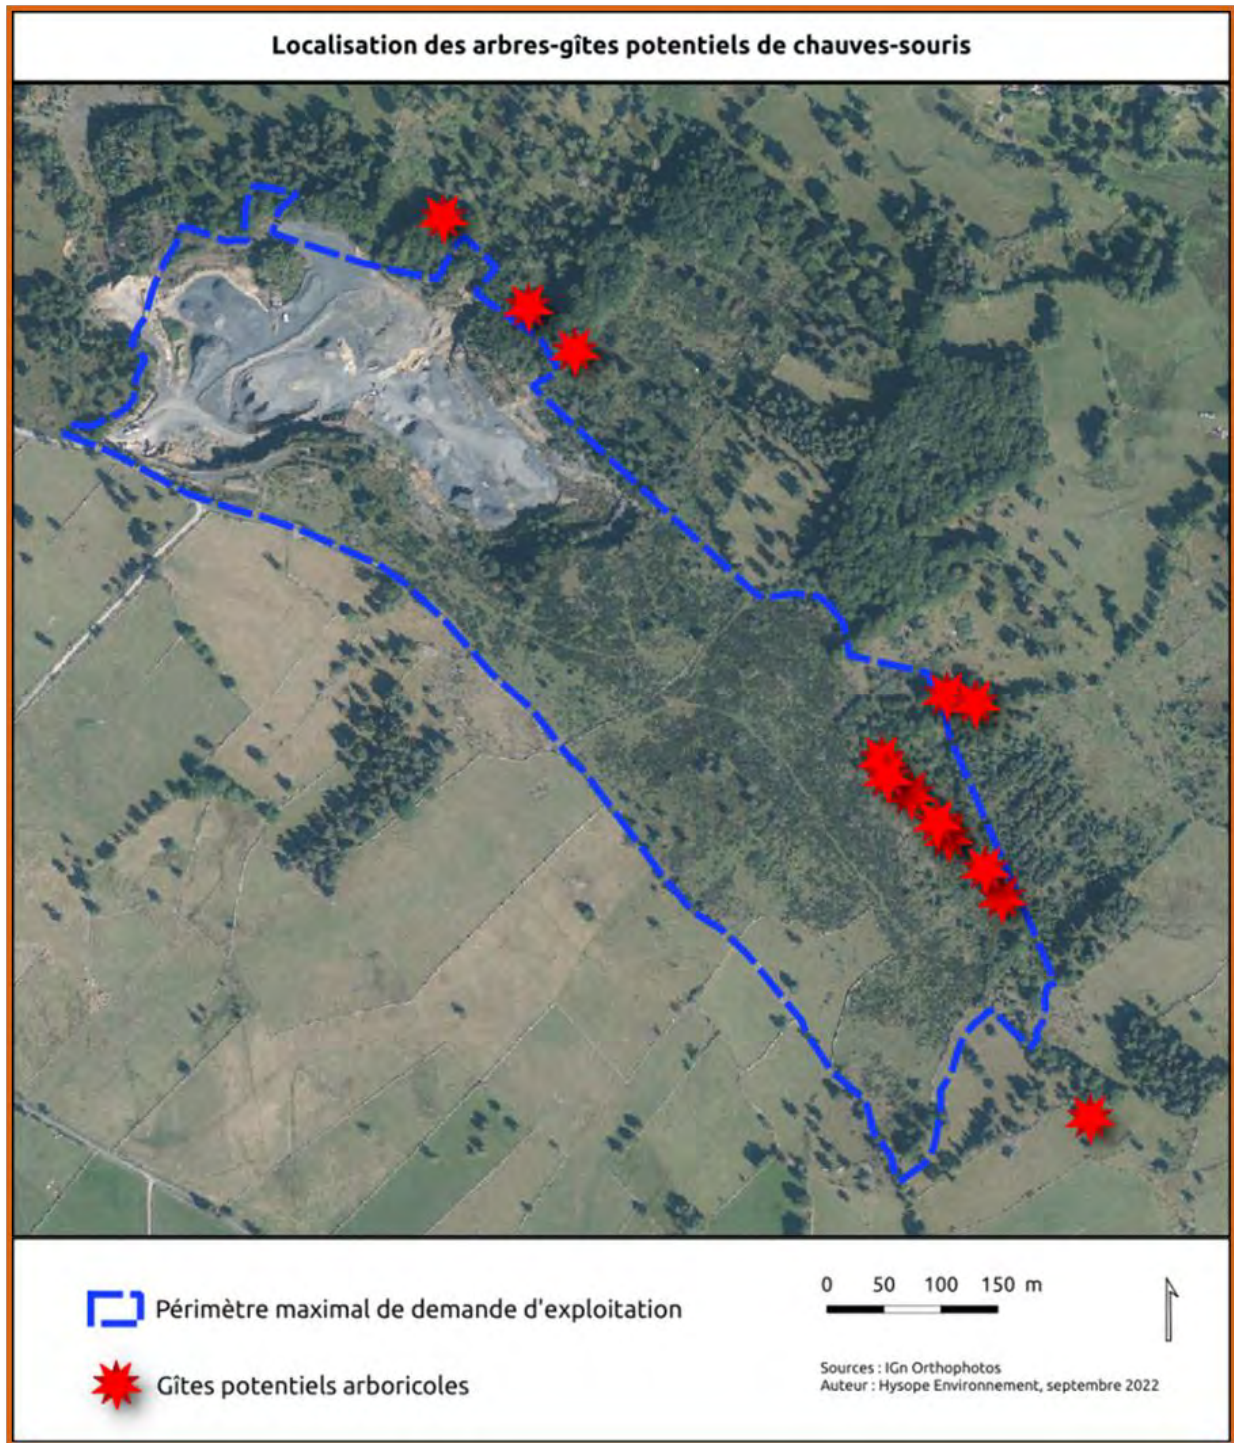 Localisation des arbres-gîtes potentiels de chauves-souris
Périmètre maximal de demande d'exploitation
0 50 100 150 m
Gîtes potentiels arboricoles
Sources : IGn Orthophotos
Auteur : Hysope Environnement, septembre 2022